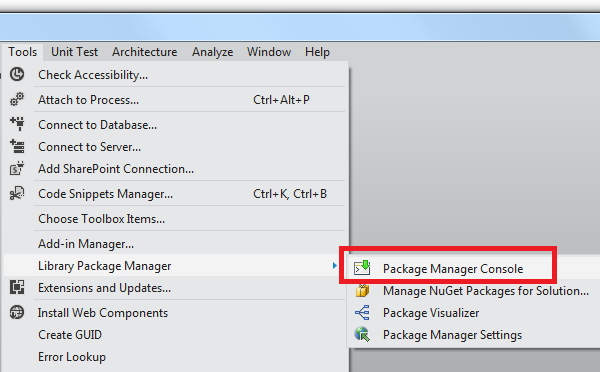 Tools Unit Test Architecture Analyze Window Help
Check Accessibility...
Attach to Process... Ctrl+Alt+P
Connect to Database...
Connect to Server...
Add SharePoint Connection...
Code Snippets Manager... Ctrl+K, Ctrl+B
Choose Toolbox Items...
Add-in Manager...
Library Package Manager
Extensions and Updates...
Install Web Components
Create GUID
Error Lookup
Package Manager Console
Manage NuGet Packages for Solution...
Package Visualizer
Package Manager Settings